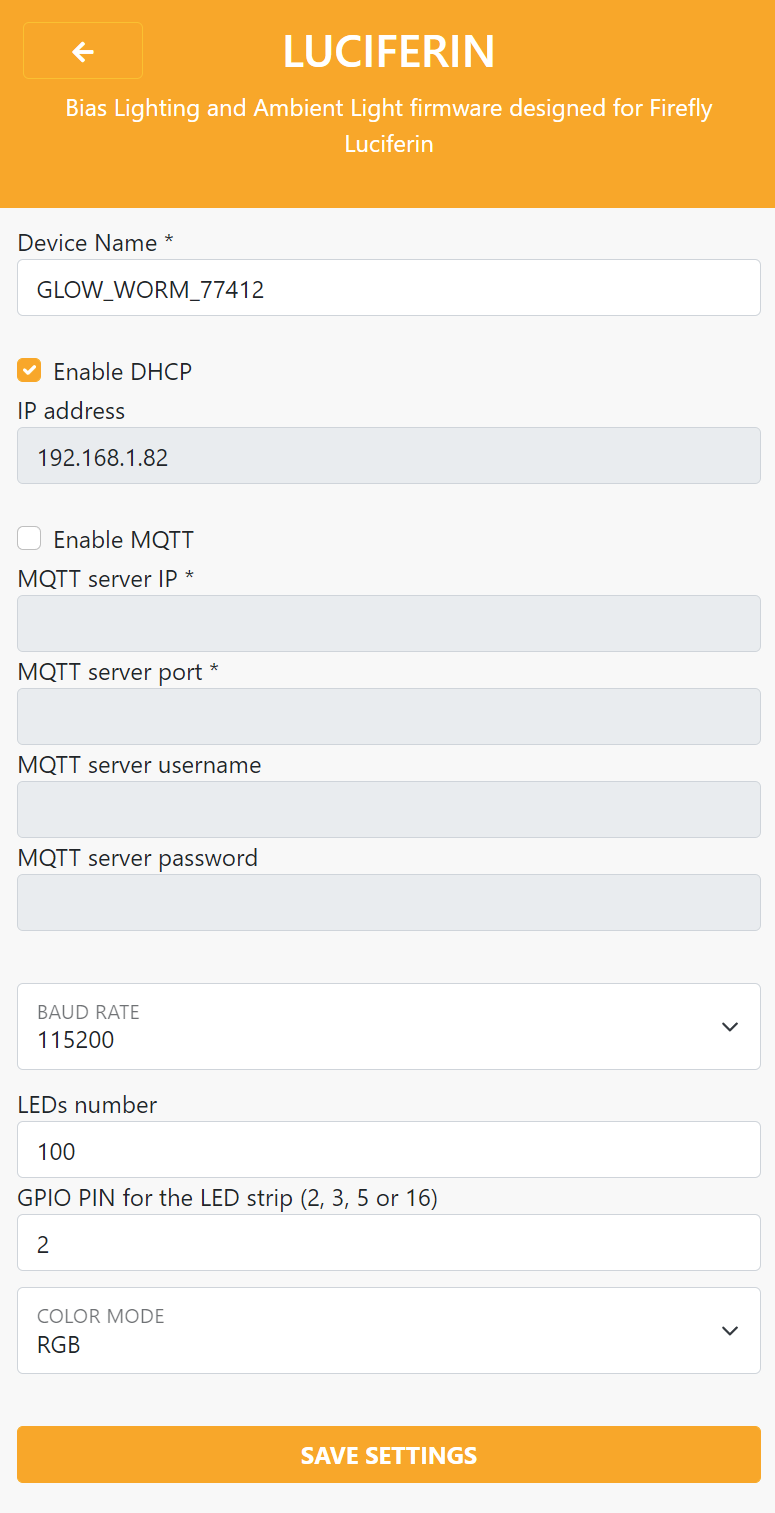 LUCIFERIN
Bias Lighting and Ambient Light firmware designed for Firefly
Luciferin
Device Name *
GLOW_WORM_77412
Enable DHCP
IP address
192.168.1.82
Enable MQTT
MQTT server IP *
MQTT server port *
MQTT server username
MQTT server password
BAUD RATE
115200
LEDs number
100
GPIO PIN for the LED strip (2, 3, 5 or 16)
2
COLOR MODE
RGB
SAVE SETTINGS